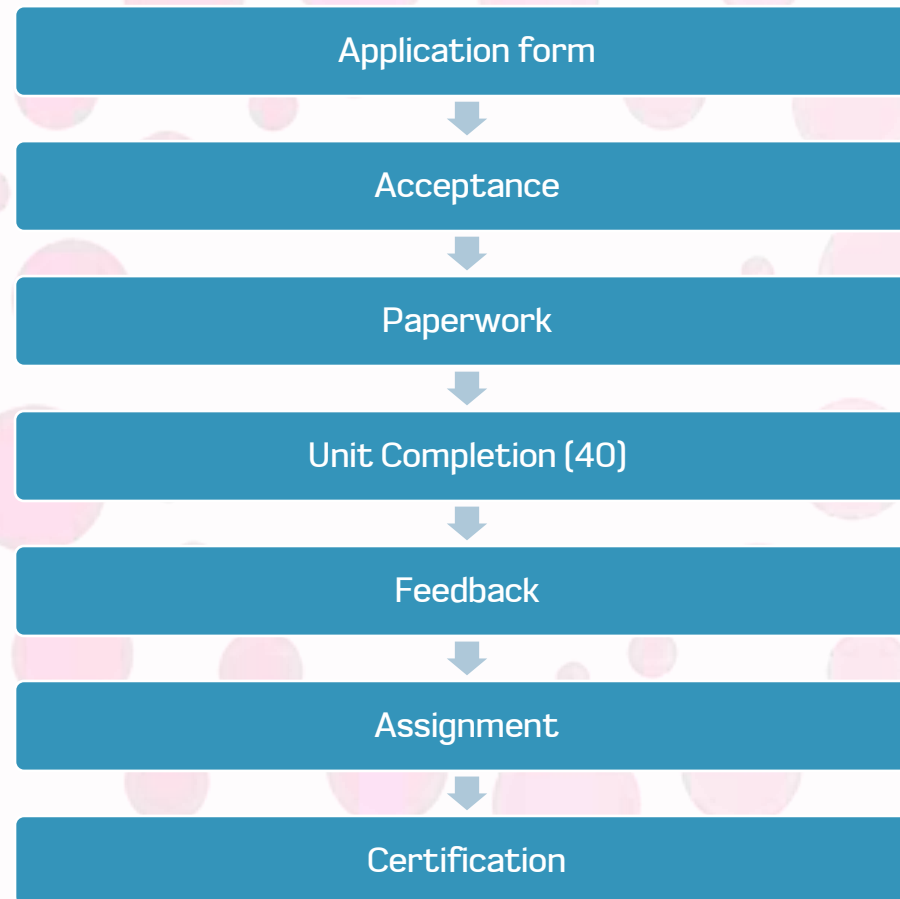 Application form
Acceptance
Paperwork
Unit Completion (40)
Feedback
Assignment
Certification